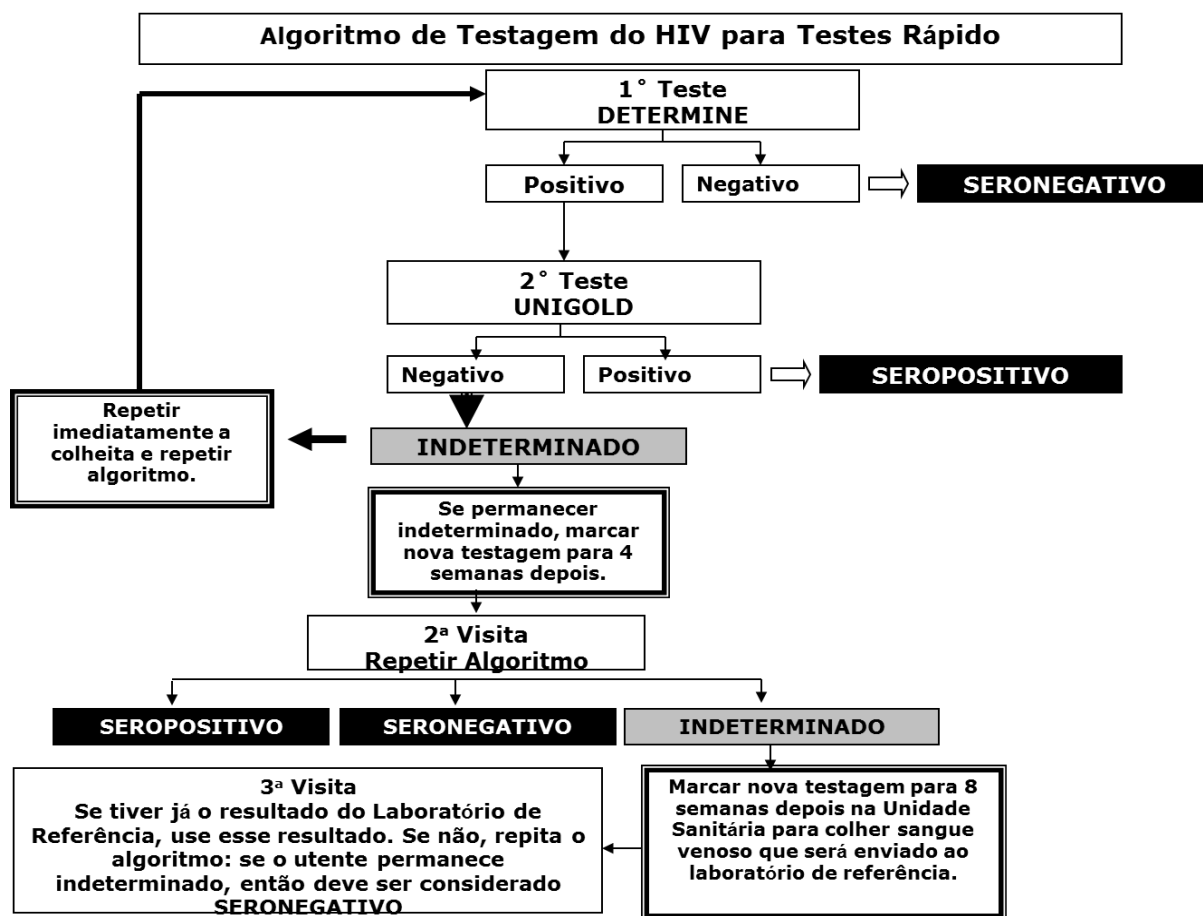 Algoritmo de Testagem do HIV para Testes Rápido
1° Teste
DETERMINE
Positivo
Negativo
SERONEGATIVO
2° Teste
UNIGOLD
Negativo
Positivo
SEROPOSITIVO
Repetir
imediatamente a
colheita e repetir
algoritmo.
INDETERMINADO
Se permanecer
indeterminado, marcar
nova testagem para 4
semanas depois.
2ª Visita
Repetir Algoritmo
SEROPOSITIVO
SERONEGATIVO
INDETERMINADO
3ª Visita
Se tiver já o resultado do Laboratório de
Referência, use esse resultado. Se não, repita o
algoritmo: se o utente permanece
indeterminado, então deve ser considerado
SERONEGATIVO
Marcar nova testagem para 8
semanas depois na Unidade
Sanitária para colher sangue
venoso que será enviado ao
laboratório de referência.